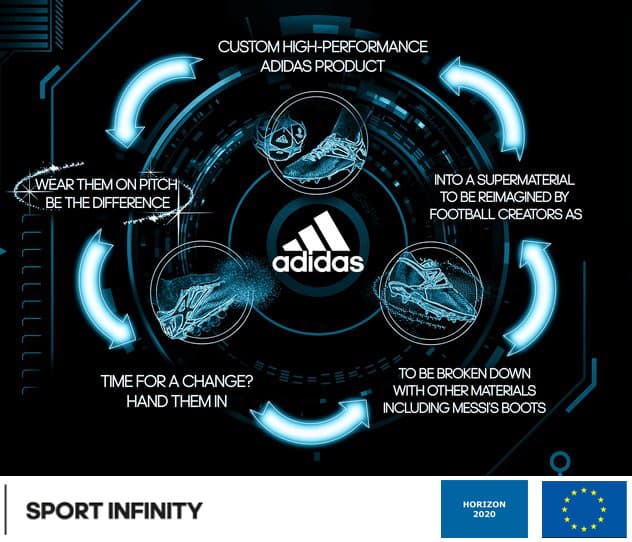 CUSTOM HIGH-PERFORMANCE
ADIDAS PRODUCT
WEAR THEM ON PITCH
BE THE DIFFERENCE
INTO A SUPERMATERIAL
TO BE REIMAGINED BY
FOOTBALL CREATORS AS
adidas
TIME FOR A CHANGE?
HAND THEM IN
TO BE BROKEN DOWN
WITH OTHER MATERIALS
INCLUDING MESSI'S BOOTS
SPORT INFINITY
HORIZON
2020